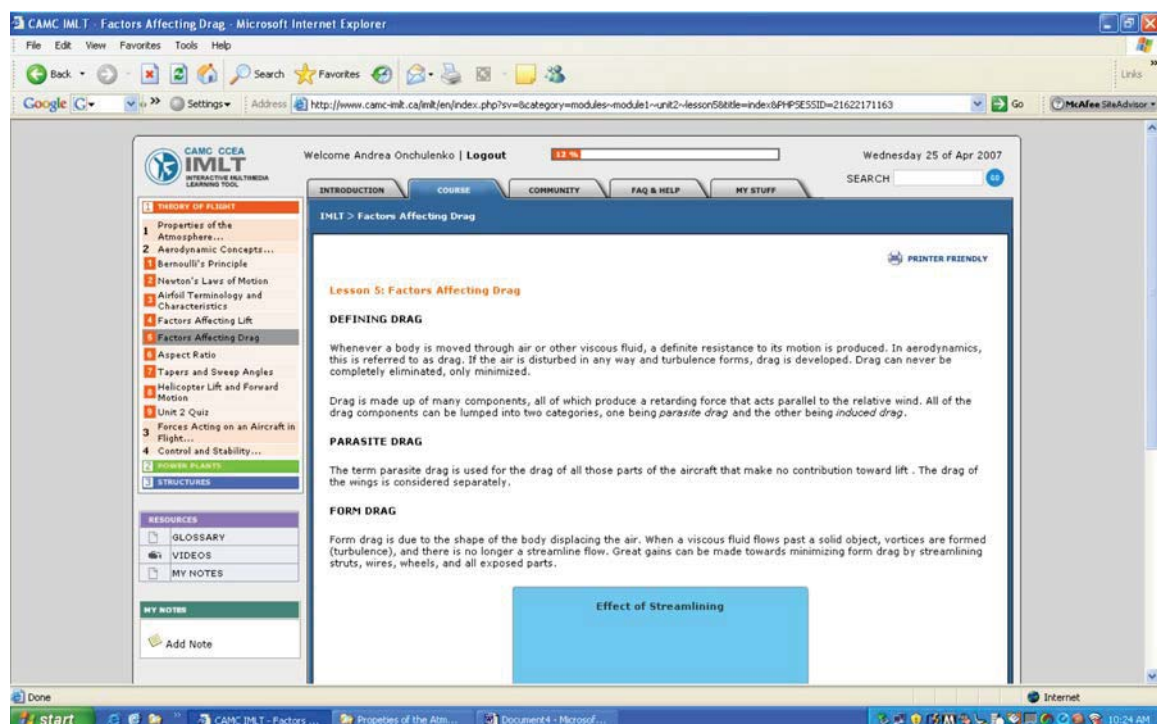 CAMC IMLT - Factors Affecting Drag - Microsoft Internet Explorer
File Edit View Favorites Tools Help
Back Search Favorites
Links
Google Settings Address http://www.camc-imlt.ca/imlt/en/index.php?sv=&category=modules~module1~unit2~lesson5&title=index&PHPSESSID=21622171163 Go McAfee SiteAdvisor
CAMC CCEA
IMLT
INTERACTIVE MULTIMEDIA
LEARNING TOOL
Welcome Andrea Onchulenko | Logout
12 %
Wednesday 25 of Apr 2007
SEARCH GO
INTRODUCTION COURSE COMMUNITY FAQ & HELP MY STUFF
1 THEORY OF FLIGHT
1 Properties of the
Atmosphere...
2 Aerodynamic Concepts...
1 Bernoulli's Principle
2 Newton's Laws of Motion
3 Airfoil Terminology and
Characteristics
4 Factors Affecting Lift
5 Factors Affecting Drag
6 Aspect Ratio
7 Tapers and Sweep Angles
8 Helicopter Lift and Forward
Motion
9 Unit 2 Quiz
3 Forces Acting on an Aircraft in
Flight...
4 Control and Stability...
2 POWER PLANTS
3 STRUCTURES
RESOURCES
GLOSSARY
VIDEOS
MY NOTES
MY NOTES
Add Note
IMLT > Factors Affecting Drag
PRINTER FRIENDLY
Lesson 5: Factors Affecting Drag
DEFINING DRAG
Whenever a body is moved through air or other viscous fluid, a definite resistance to its motion is produced. In aerodynamics,
this is referred to as drag. If the air is disturbed in any way and turbulence forms, drag is developed. Drag can never be
completely eliminated, only minimized.
Drag is made up of many components, all of which produce a retarding force that acts parallel to the relative wind. All of the
drag components can be lumped into two categories, one being parasite drag and the other being induced drag.
PARASITE DRAG
The term parasite drag is used for the drag of all those parts of the aircraft that make no contribution toward lift . The drag of
the wings is considered separately.
FORM DRAG
Form drag is due to the shape of the body displacing the air. When a viscous fluid flows past a solid object, vortices are formed
(turbulence), and there is no longer a streamline flow. Great gains can be made towards minimizing form drag by streamlining
struts, wires, wheels, and all exposed parts.
Effect of Streamlining
Done
Internet
start CAMC IMLT - Factors ... Propeties of the Atm... Document4 - Microsof... 10:24 AM